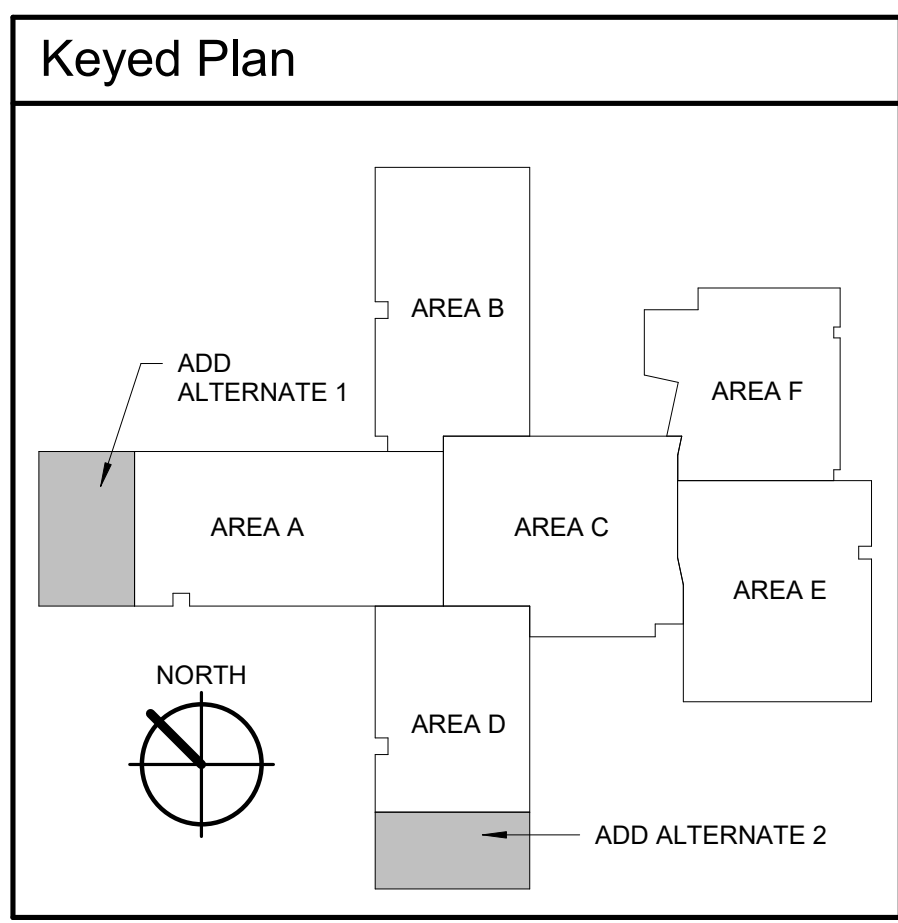 Keyed Plan
AREA B
ADD
ALTERNATE 1
AREA F
AREA A
AREA C
AREA E
NORTH
AREA D
ADD ALTERNATE 2